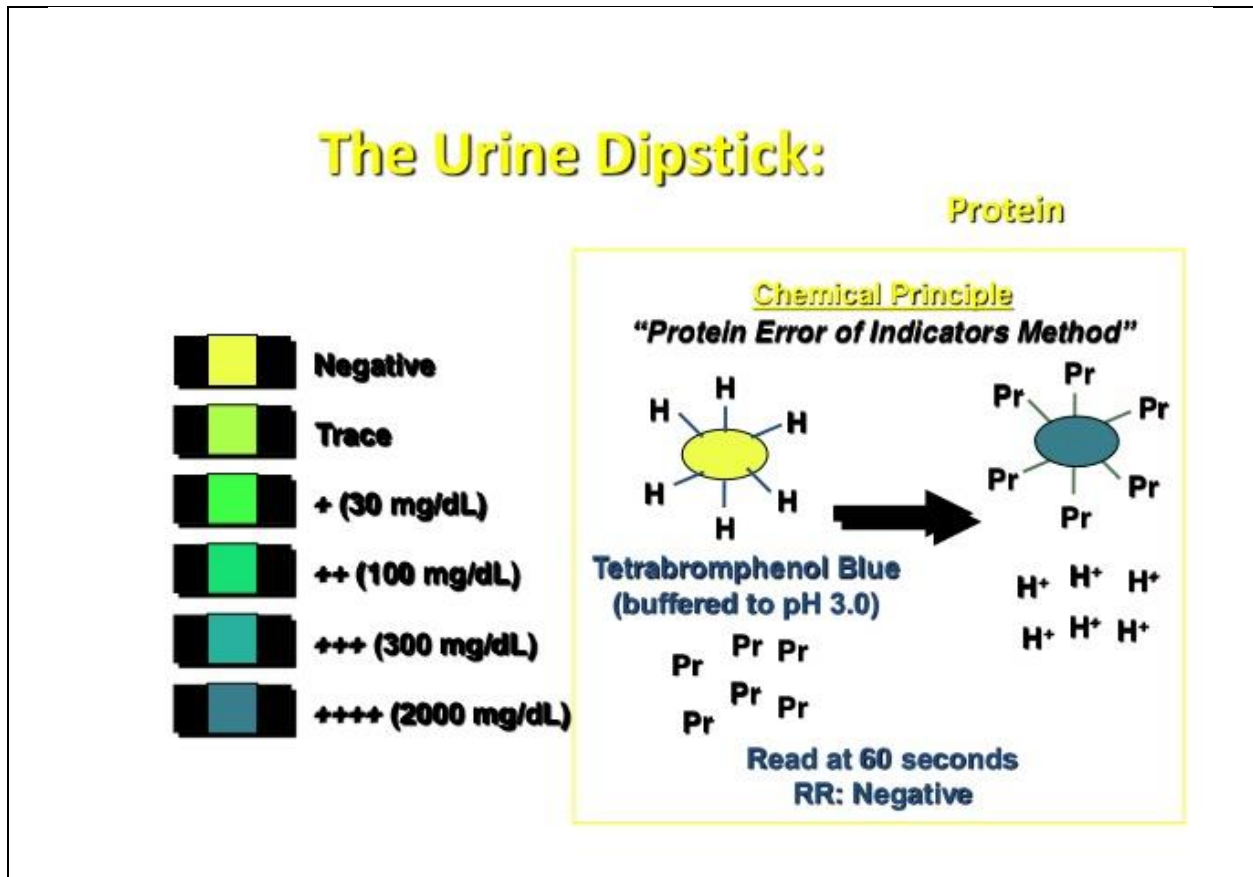 The Urine Dipstick:
Protein
Negative
Trace
+ (30 mg/dL)
++ (100 mg/dL)
+++ (300 mg/dL)
++++ (2000 mg/dL)
Chemical Principle
“Protein Error of Indicators Method”
H
H
H
H
H
H
Tetrabromphenol Blue
(buffered to pH 3.0)
Pr
Pr
Pr
Pr
Pr
Pr
Pr
Pr
Pr
Pr
Pr
Pr
H+ H+ H+
H+ H+ H+
Read at 60 seconds
RR: Negative